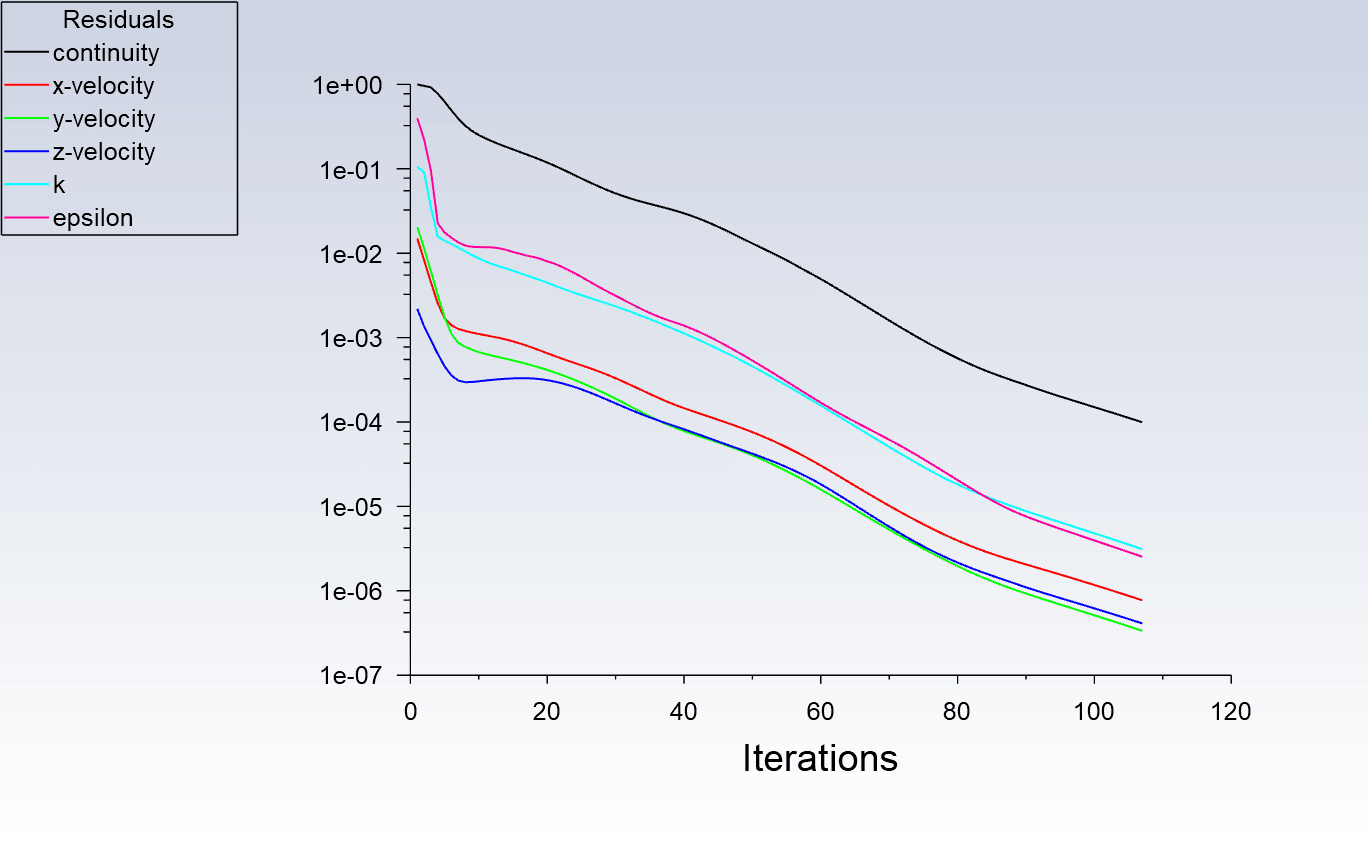 Residuals
continuity
x-velocity
y-velocity
z-velocity
k
epsilon
1e+00
1e-01
1e-02
1e-03
1e-04
1e-05
1e-06
1e-07
0 20 40 60 80 100 120
Iterations